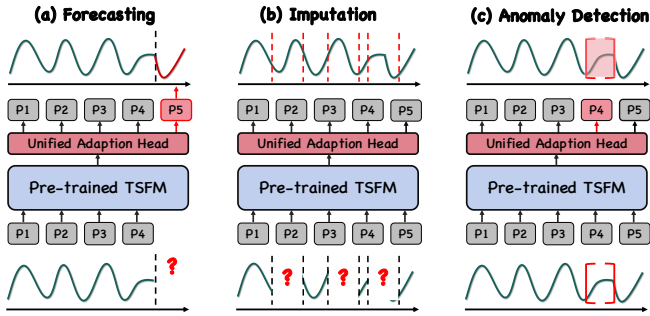 (a) Forecasting
P1 P2 P3 P4 P5
Unified Adaption Head
Pre-trained TSFM
P1 P2 P3 P4
?
(b) Imputation
P1 P2 P3 P4 P5
Unified Adaption Head
Pre-trained TSFM
P1 P2 P3 P4 P5
? ? ?
(c) Anomaly Detection
P1 P2 P3 P4 P5
Unified Adaption Head
Pre-trained TSFM
P1 P2 P3 P4 P5